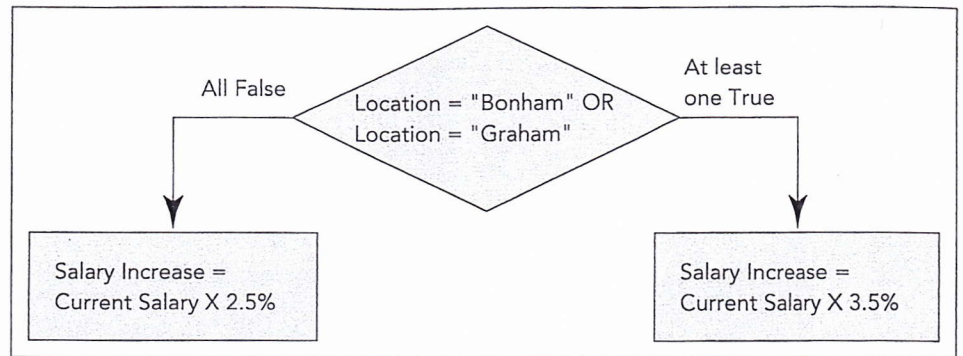 All False
Location = "Bonham" OR
Location = "Graham"
At least
one True
Salary Increase =
Current Salary X 2.5%
Salary Increase =
Current Salary X 3.5%